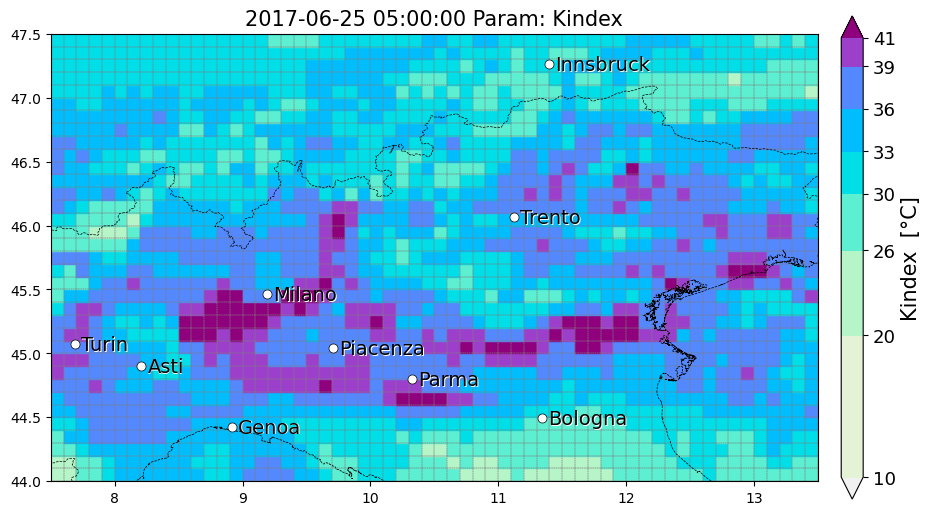 2017-06-25 05:00:00 Param: Kindex
47.5
47.0
46.5
46.0
45.5
45.0
44.5
44.0
8
9
10
11
12
13
Innsbruck
Trento
Milano
Turin
Piacenza
Asti
Parma
Genoa
Bologna
41
39
36
33
30
26
20
10
Kindex [°C]